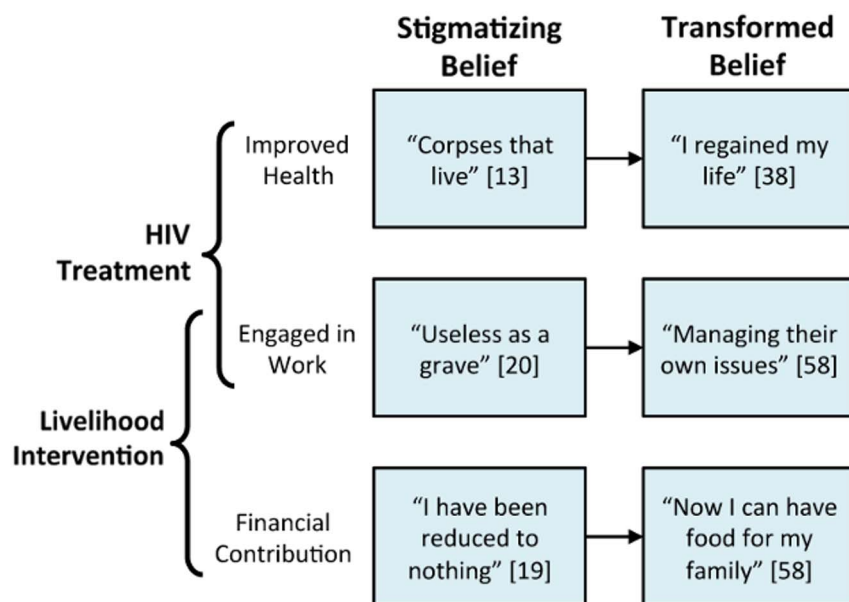 Stigmatizing
Belief
Transformed
Belief
Improved
Health
“Corpses that
live” [13]
“I regained my
life” [38]
HIV
Treatment
Engaged in
Work
“Useless as a
grave” [20]
“Managing their
own issues” [58]
Livelihood
Intervention
Financial
Contribution
“I have been
reduced to
nothing” [19]
“Now I can have
food for my
family” [58]